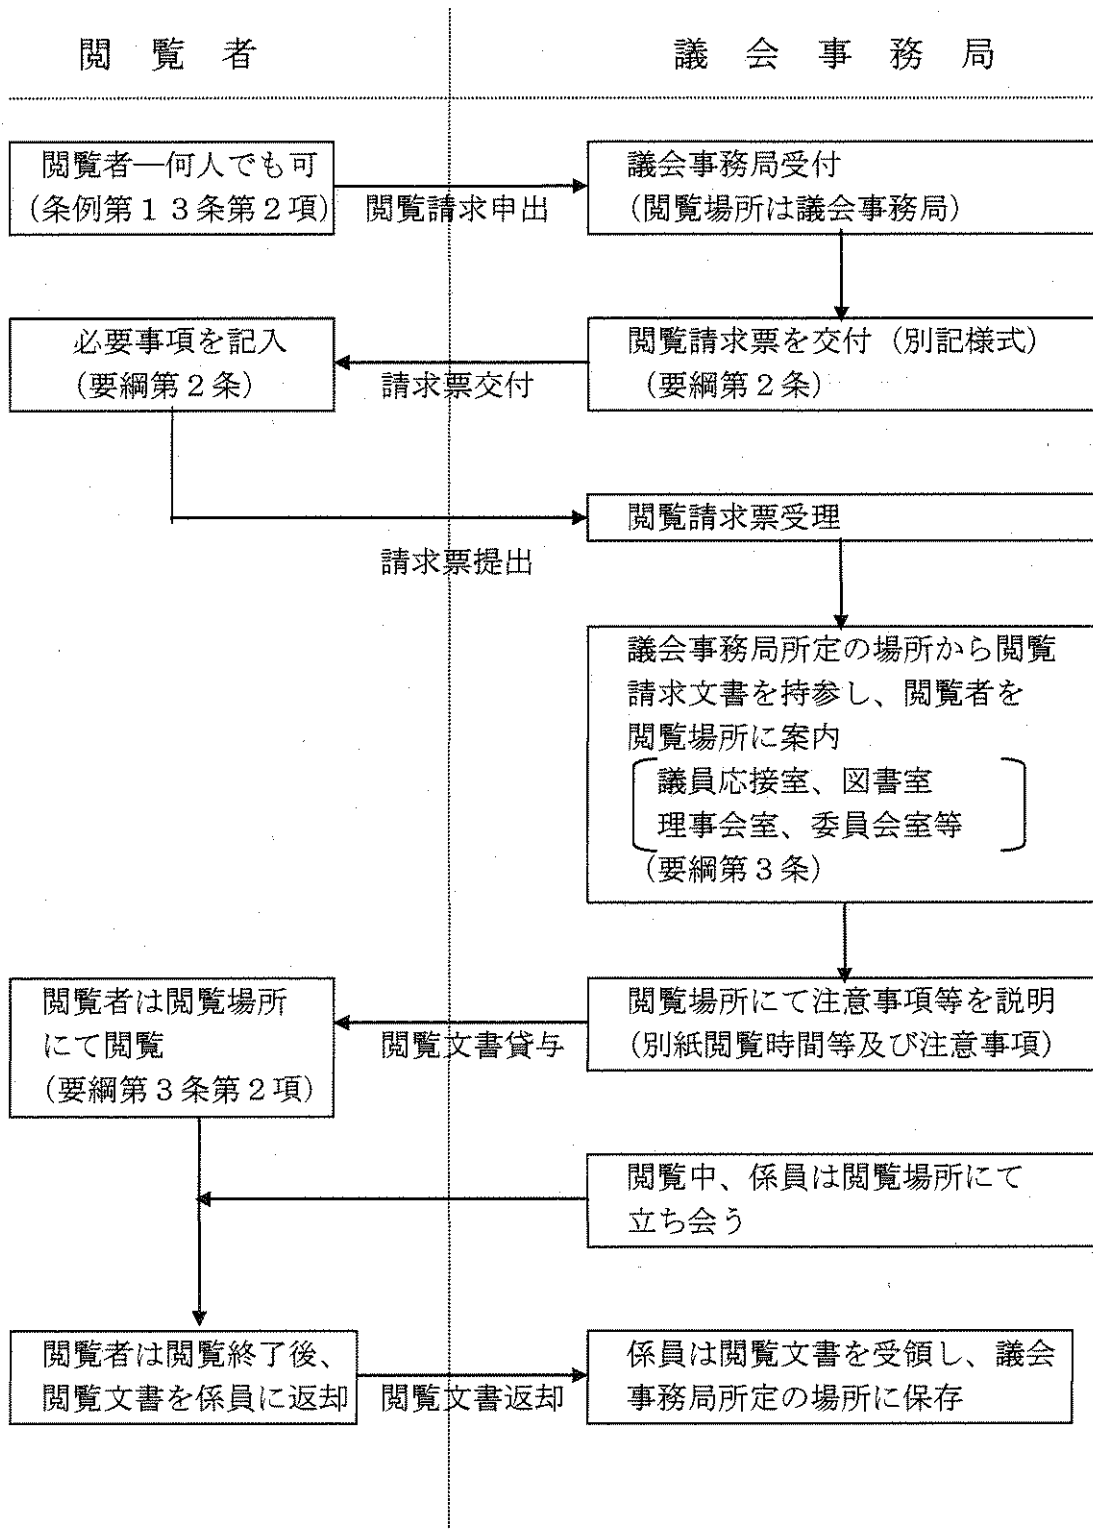 閲覧者
議会事務局
閲覧者―何人でも可
(条例第13条第2項)
閲覧請求申出
議会事務局受付
(閲覧場所は議会事務局)
必要事項を記入
(要綱第2条)
請求票交付
閲覧請求票を交付(別記様式)
(要綱第2条)
請求票提出
閲覧請求票受理
議会事務局所定の場所から閲覧
請求文書を持参し、閲覧者を
閲覧場所に案内
議員応接室、図書室
理事会室、委員会室等
(要綱第3条)
閲覧者は閲覧場所
にて閲覧
(要綱第3条第2項)
閲覧文書貸与
閲覧場所にて注意事項等を説明
(別紙閲覧時間等及び注意事項)
閲覧中、係員は閲覧場所にて
立ち会う
閲覧者は閲覧終了後、
閲覧文書を係員に返却
閲覧文書返却
係員は閲覧文書を受領し、議会
事務局所定の場所に保存